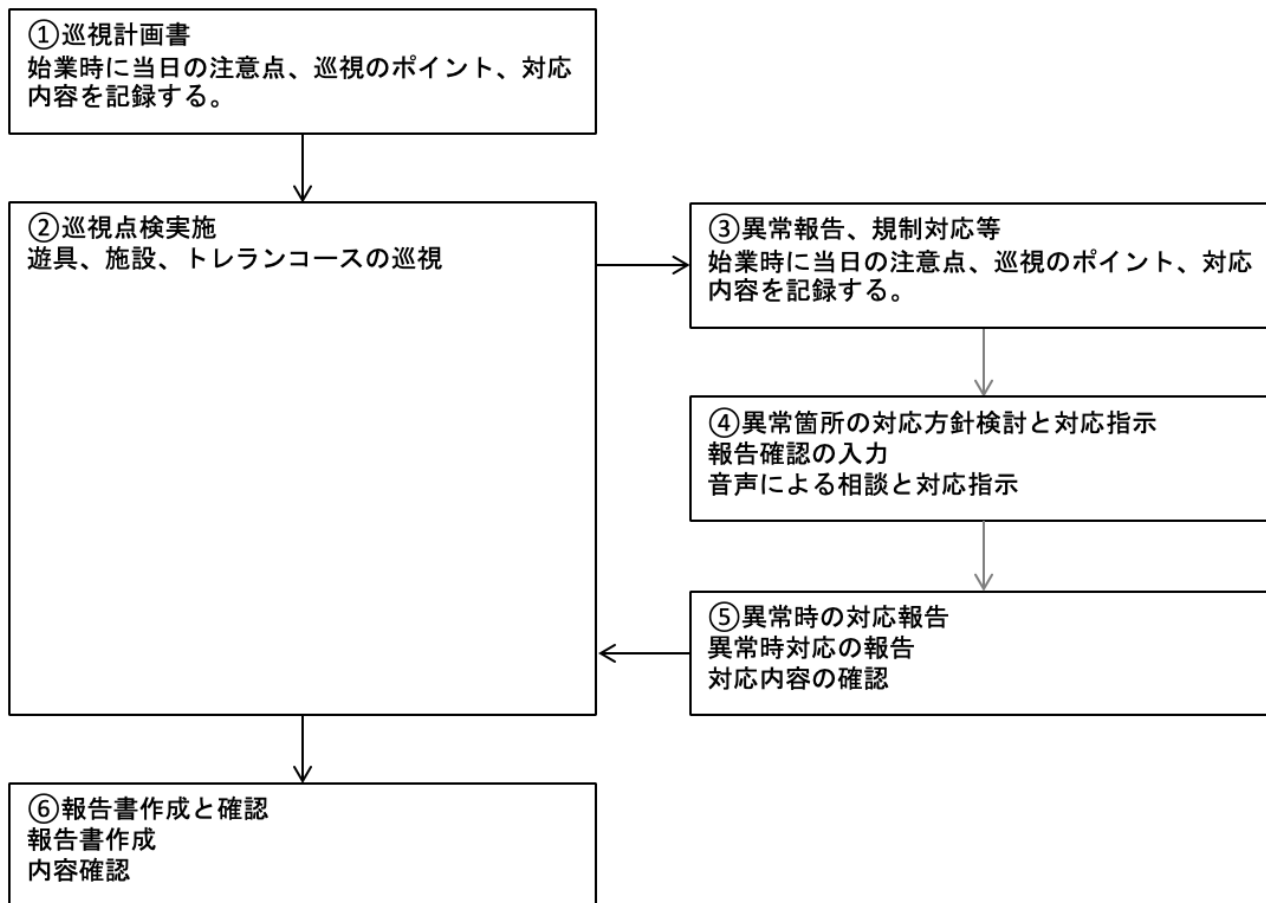 ①巡視計画書
始業時に当日の注意点、巡視のポイント、対応
内容を記録する。
②巡視点検実施
遊具、施設、トレランコースの巡視
③異常報告、規制対応等
始業時に当日の注意点、巡視のポイント、対応
内容を記録する。
④異常箇所の対応方針検討と対応指示
報告確認の入力
音声による相談と対応指示
⑤異常時の対応報告
異常時対応の報告
対応内容の確認
⑥報告書作成と確認
報告書作成
内容確認